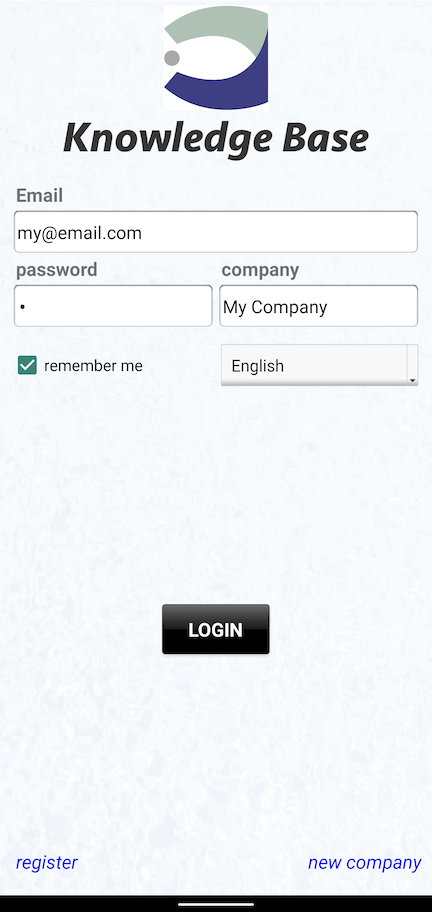 Knowledge Base
Email
my@email.com
password company
• My Company
remember me English
LOGIN
register new company